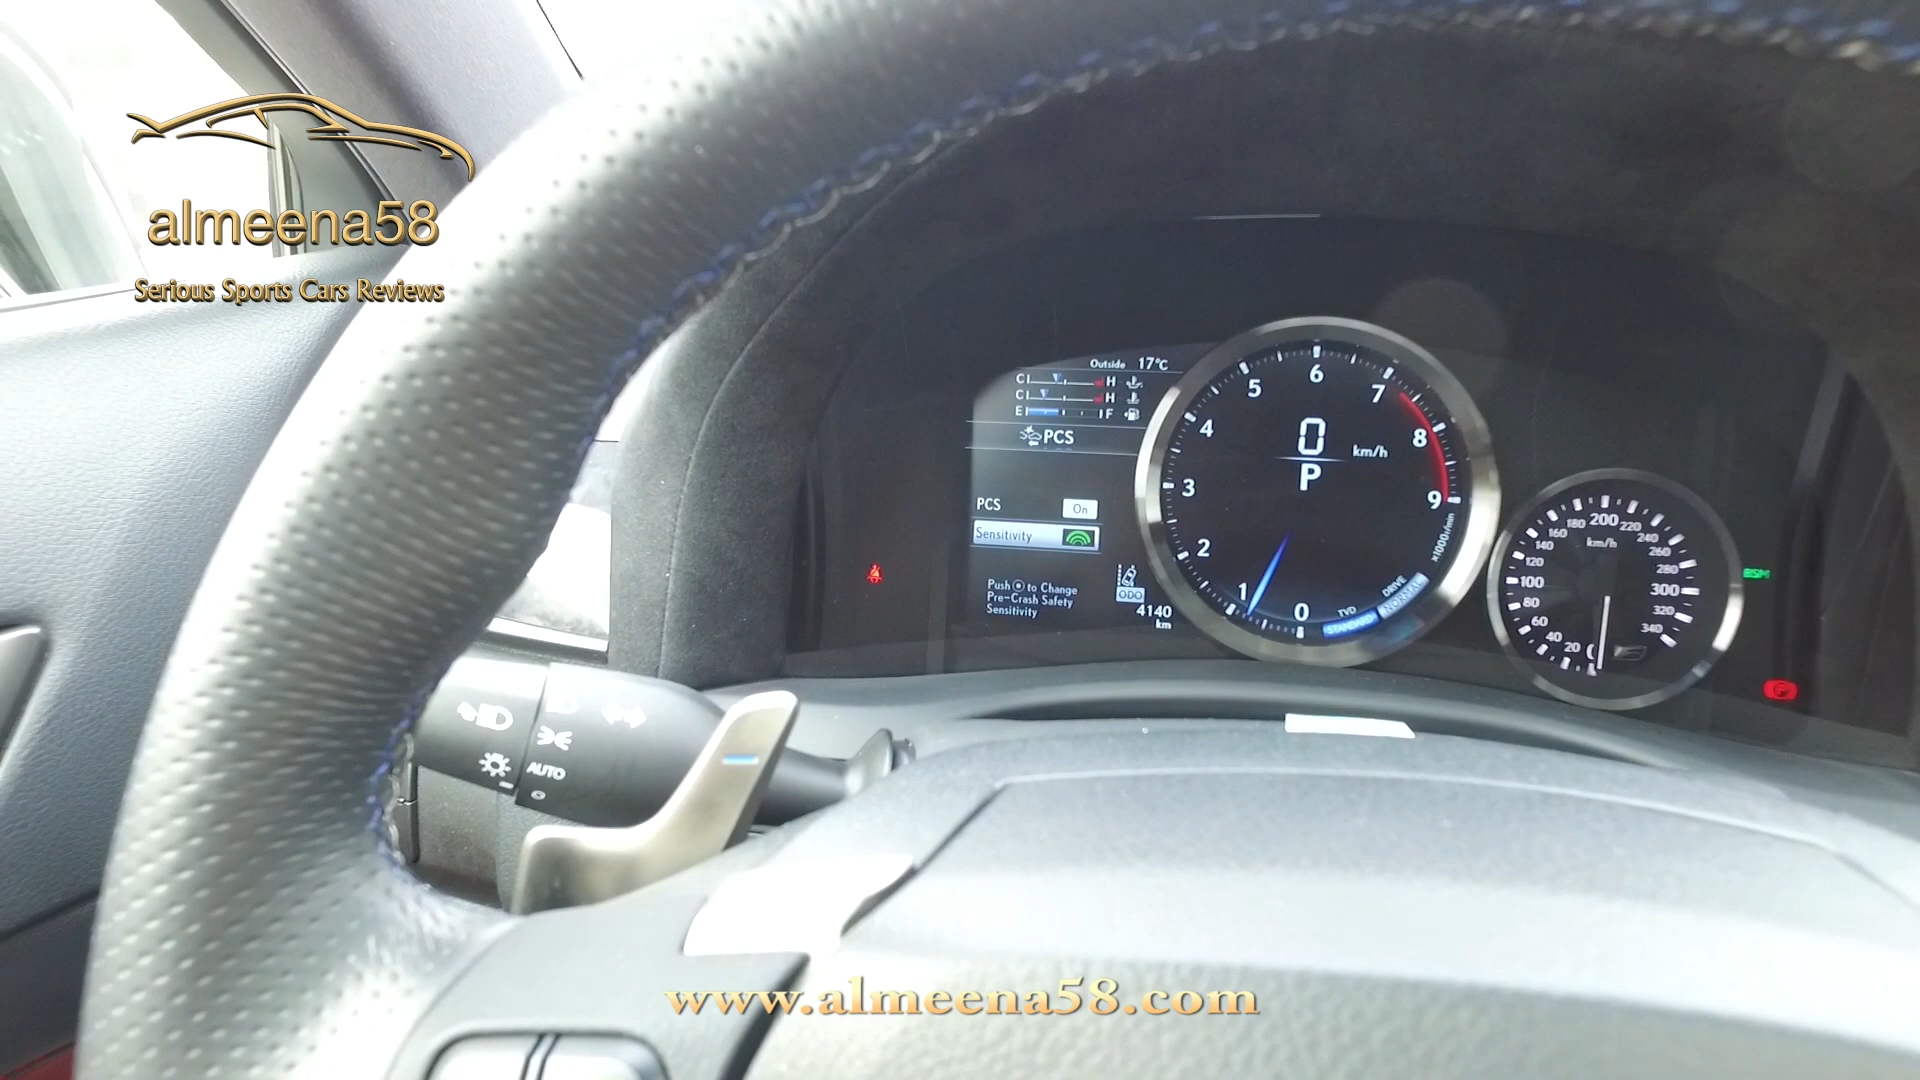 almeena58
Serious Sports Cars Reviews
Outside 17°C
C H
C H
E F
PCS
PCS On
Sensitivity
Push to Change
Pre-Crash Safety
Sensitivity
ODO
4140
km
0 1 2 3 4 5 6 7 8 9
x1000r/min
0 km/h
P
TVD
STANDARD
DRIVE
NORMAL
0 20 40 60 80 100 120 140 160 180 200 220 240 260 280 300 320 340
km/h
BSM
P
AUTO
www.almeena58.com